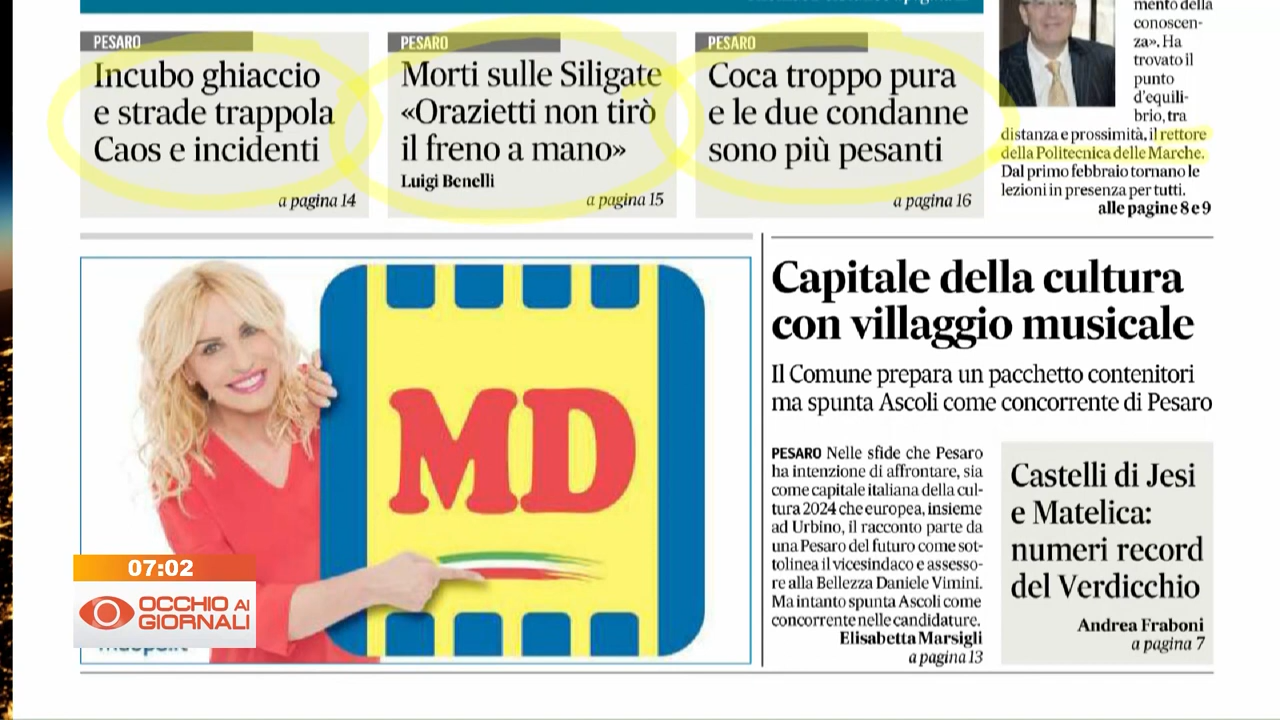 PESARO
Incubo ghiaccio
e strade trappola
Caos e incidenti
a pagina 14
PESARO
Morti sulle Siligate
«Orazietti non tirò
il freno a mano»
Luigi Benelli
a pagina 15
PESARO
Coca troppo pura
e le due condanne
sono più pesanti
a pagina 16
mento della
conoscen-
za». Ha
trovato il
punto
d'equili-
brio, tra
distanza e prossimità, il rettore
della Politecnica delle Marche.
Dal primo febbraio tornano le
lezioni in presenza per tutti.
alle pagine 8 e 9
MD
07:02
OCCHIO AI
GIORNALI
Capitale della cultura
con villaggio musicale
Il Comune prepara un pacchetto contenitori
ma spunta Ascoli come concorrente di Pesaro
PESARO Nelle sfide che Pesaro
ha intenzione di affrontare, sia
come capitale italiana della cul-
tura 2024 che europea, insieme
ad Urbino, il racconto parte da
una Pesaro del futuro come sot-
tolinea il vicesindaco e assesso-
re alla Bellezza Daniele Vimini.
Ma intanto spunta Ascoli come
concorrente nelle candidature.
Elisabetta Marsigli
a pagina 13
Castelli di Jesi
e Matelica:
numeri record
del Verdicchio
Andrea Fraboni
a pagina 7